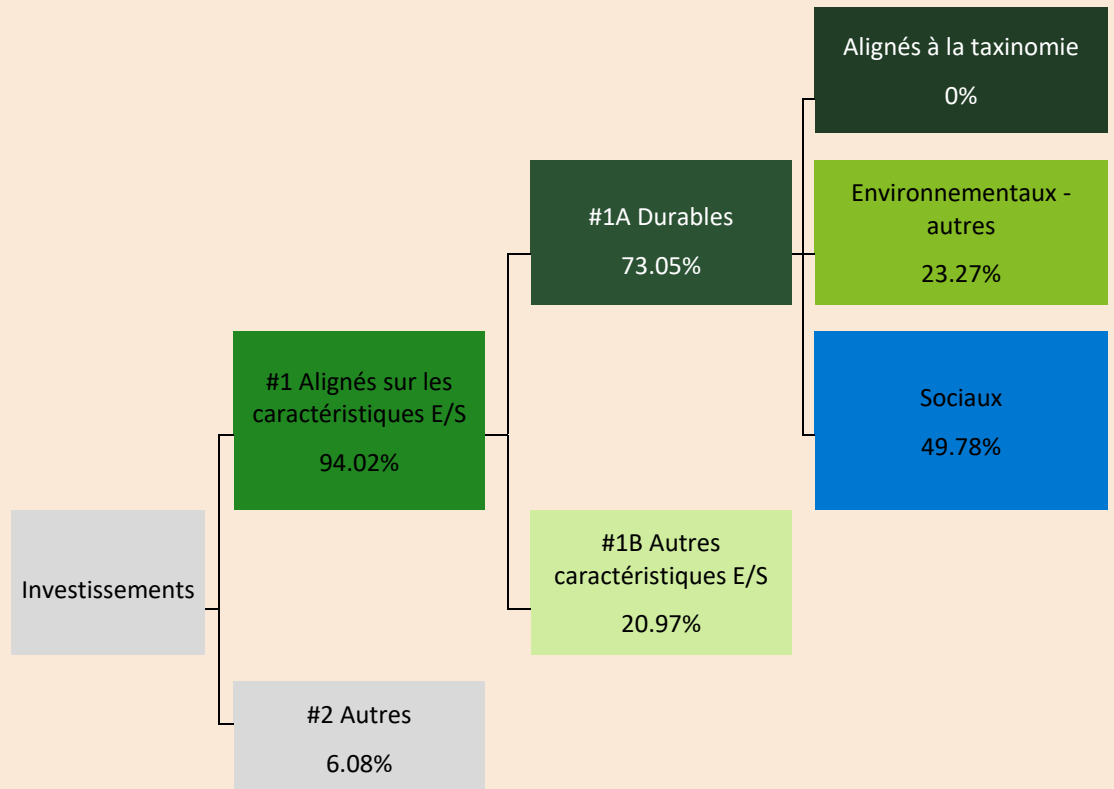 Alignés à la taxinomie
0%
#1A Durables
73.05%
Environnementaux -
autres
23.27%
#1 Alignés sur les
caractéristiques E/S
94.02%
Sociaux
49.78%
Investissements
#1B Autres
caractéristiques E/S
20.97%
#2 Autres
6.08%